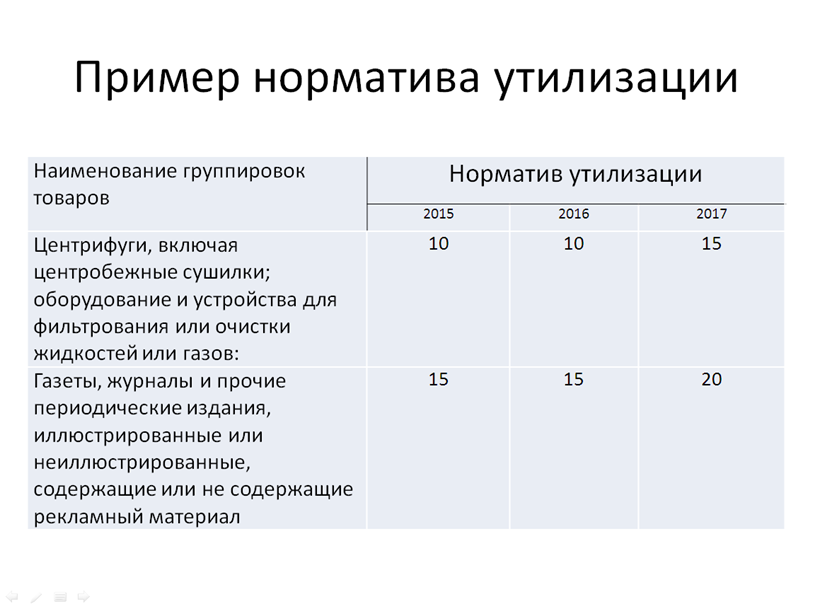 Пример норматива утилизации
Наименование группировок
товаров
Норматив утилизации
2015 2016 2017
Центрифуги, включая
центробежные сушилки;
оборудование и устройства для
фильтрования или очистки
жидкостей или газов:
10 10 15
Газеты, журналы и прочие
периодические издания,
иллюстрированные или
неиллюстрированные,
содержащие или не содержащие
рекламный материал
15 15 20